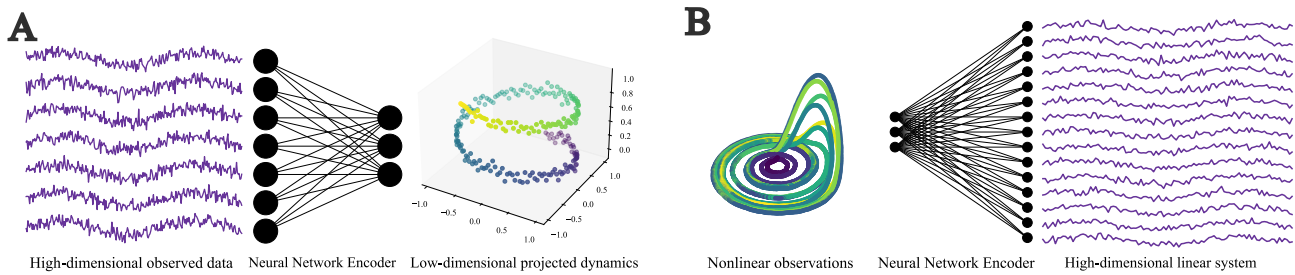 A
B
1.0
0.8
0.6
0.4
0.2
0.0
-1.0
-0.5
0.0
0.5
1.0
-1.0
-0.5
0.0
0.5
1.0
High-dimensional observed data
Neural Network Encoder
Low-dimensional projected dynamics
Nonlinear observations
Neural Network Encoder
High-dimensional linear system